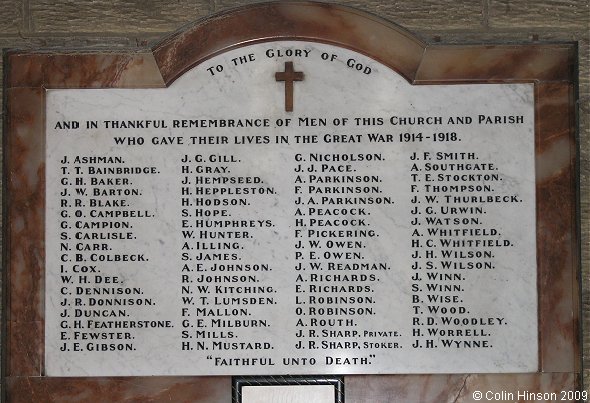 TO THE GLORY OF GOD
AND IN THANKFUL REMEMBRANCE OF MEN OF THIS CHURCH AND PARISH
WHO GAVE THEIR LIVES IN THE GREAT WAR 1914-1918.
J. ASHMAN.
T. T. BAINBRIDGE.
G. H. BAKER.
J. W. BARTON.
R. R. BLAKE.
G. O. CAMPBELL.
G. CAMPION.
S. CARLISLE.
N. CARR.
C. B. COLBECK.
I. COX.
W. H. DEE.
C. DENNISON.
J. R. DONNISON.
J. DUNCAN.
G. H. FEATHERSTONE.
E. FEWSTER.
J. E. GIBSON.
J. G. GILL.
H. GRAY.
J. HEMPSEED.
H. HEPPLESTON.
H. HODSON.
S. HOPE.
E. HUMPHREYS.
W. HUNTER.
A. ILLING.
S. JAMES.
A. E. JOHNSON.
R. JOHNSON.
N. W. KITCHING.
W. T. LUMSDEN.
F. MALLON.
G. E. MILBURN.
S. MILLS.
H. N. MUSTARD.
G. NICHOLSON.
J. J. PACE.
A. PARKINSON.
F. PARKINSON.
J. A. PARKINSON.
A. PEACOCK.
H. PEACOCK.
F. PICKERING.
J. W. OWEN.
P. E. OWEN.
J. W. READMAN.
A. RICHARDS.
E. RICHARDS.
L. ROBINSON.
O. ROBINSON.
A. ROUTH.
J. R. SHARP, PRIVATE.
J. R. SHARP, STOKER.
J. F. SMITH.
A. SOUTHGATE.
T. E. STOCKTON.
F. THOMPSON.
J. W. THURLBECK.
J. G. URWIN.
J. WATSON.
A. WHITFIELD.
H. C. WHITFIELD.
J. H. WILSON.
J. S. WILSON.
J. WINN.
S. WINN.
B. WISE.
T. WOOD.
R. D. WOODLEY.
H. WORRELL.
J. H. WYNNE.
"FAITHFUL UNTO DEATH."
© Colin Hinson 2009